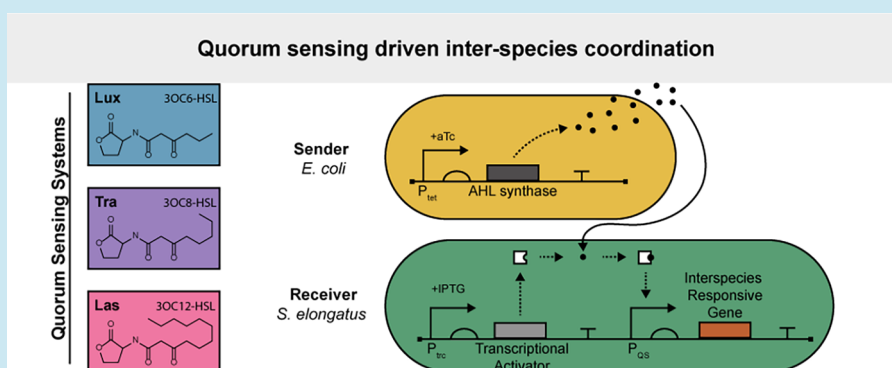 Quorum sensing driven inter-species coordination
Quorum Sensing Systems
Lux 3OC6-HSL
O
O
N
O
O
Tra 3OC8-HSL
O
O
N
O
O
Las 3OC12-HSL
O
O
N
O
O
Sender
E. coli
+aTc
Ptet
AHL synthase
Receiver
S. elongatus
+IPTG
Ptrc
Transcriptional
Activator
PQS
Interspecies
Responsive
Gene